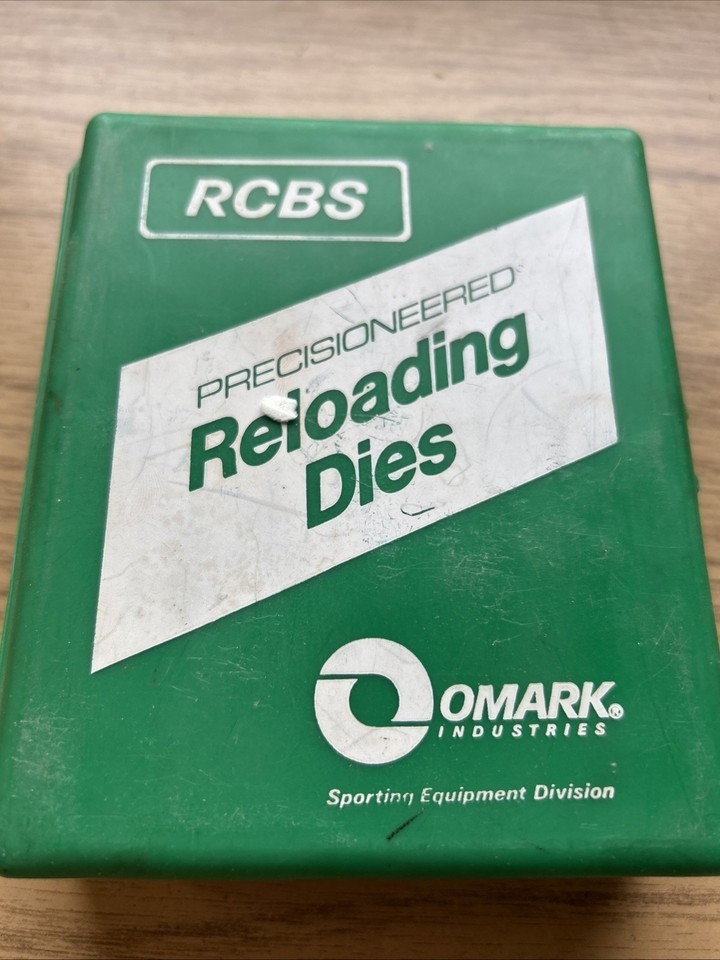 RCBS
PRECISIONEERED
Reloading
Dies
OMARK®
INDUSTRIES
Sporting Equipment Division